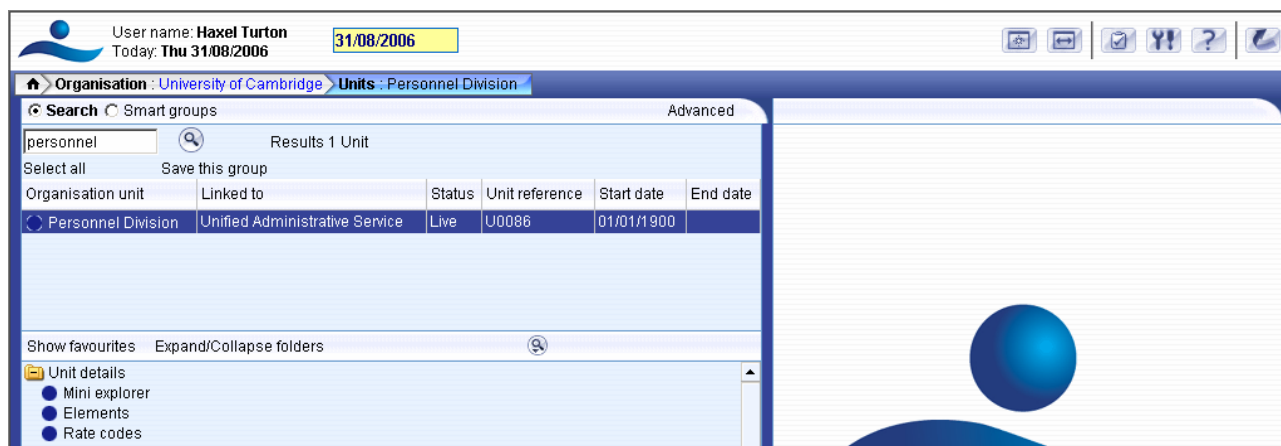 User name: Haxel Turton
Today: Thu 31/08/2006
31/08/2006
Organisation : University of Cambridge Units : Personnel Division
Search Smart groups Advanced
personnel Results 1 Unit
Select all Save this group
Organisation unit Linked to Status Unit reference Start date End date
Personnel Division Unified Administrative Service Live U0086 01/01/1900
Show favourites Expand/Collapse folders
Unit details
Mini explorer
Elements
Rate codes